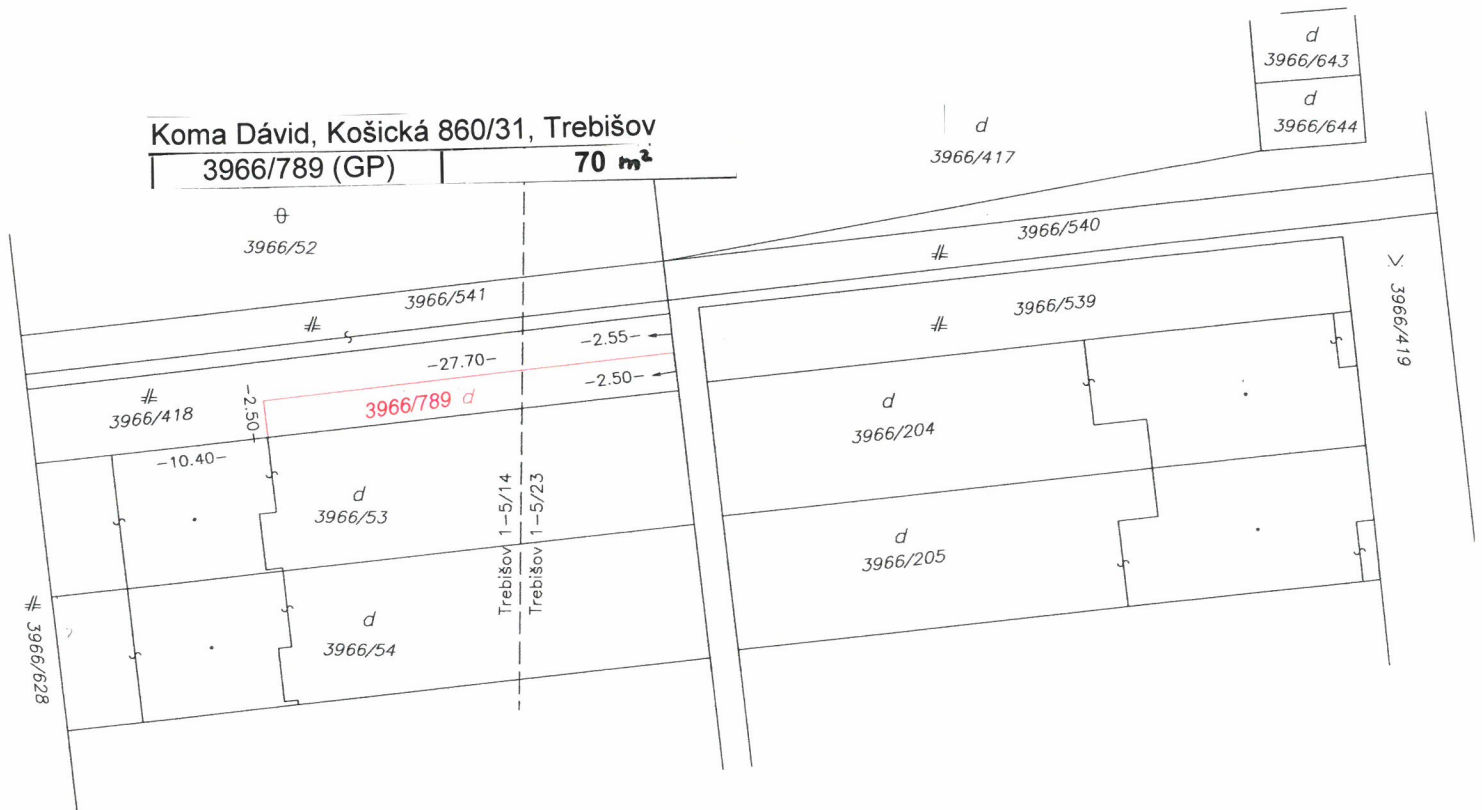 d
3966/643
d
3966/644
Koma Dávid, Košická 860/31, Trebišov
3966/789 (GP)
70 m²
d
3966/417
3966/52
3966/540
3966/541
3966/539
3966/419
-2.55-
-27.70-
-2.50-
3966/789 d
-2.50-
3966/418
-10.40-
d
3966/204
d
3966/53
Trebišov 1-5/14
Trebišov 1-5/23
d
3966/205
d
3966/54
3966/628